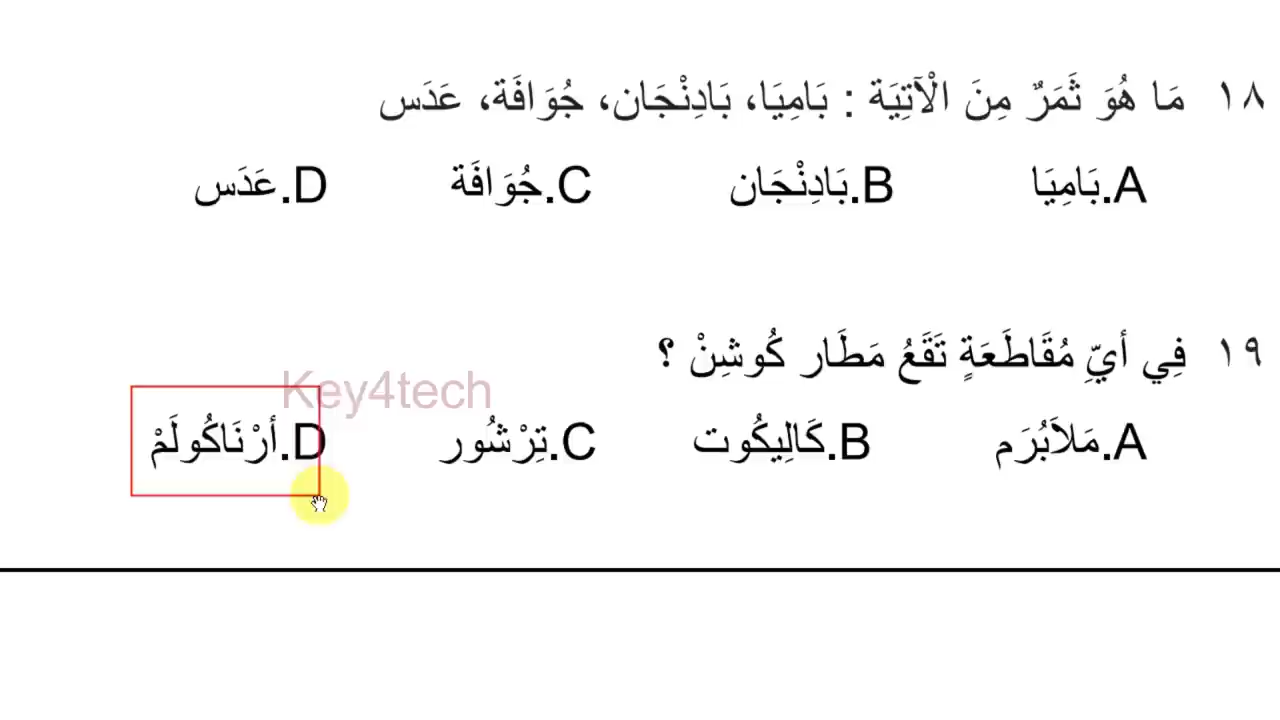 ١٨ مَا هُوَ ثَمَرٌ مِنَ الْآتِيَة : بَامِيَا، بَادِنْجَان، جُوَافَة، عَدَس
A.بَامِيَا B.بَادِنْجَان C.جُوَافَة D.عَدَس
١٩ فِي أيِّ مُقَاطَعَةٍ تَقَعُ مَطَار كُوشِنْ ؟
Key4tech
A.مَلاَبُرَم B.كَالِيكُوت C.تِرْشُور D.أرْنَاكُولَمْ